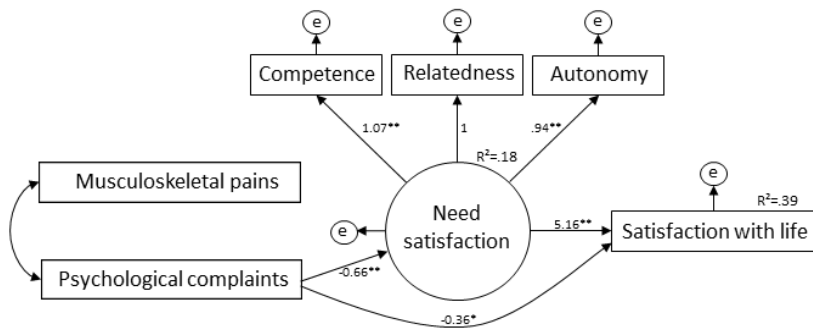 e
e
e
Competence
Relatedness
Autonomy
1.07**
1
.94**
R²=.18
Musculoskeletal pains
e
R²=.39
Need
satisfaction
e
5.16**
Satisfaction with life
Psychological complaints
-0.66**
-0.36*